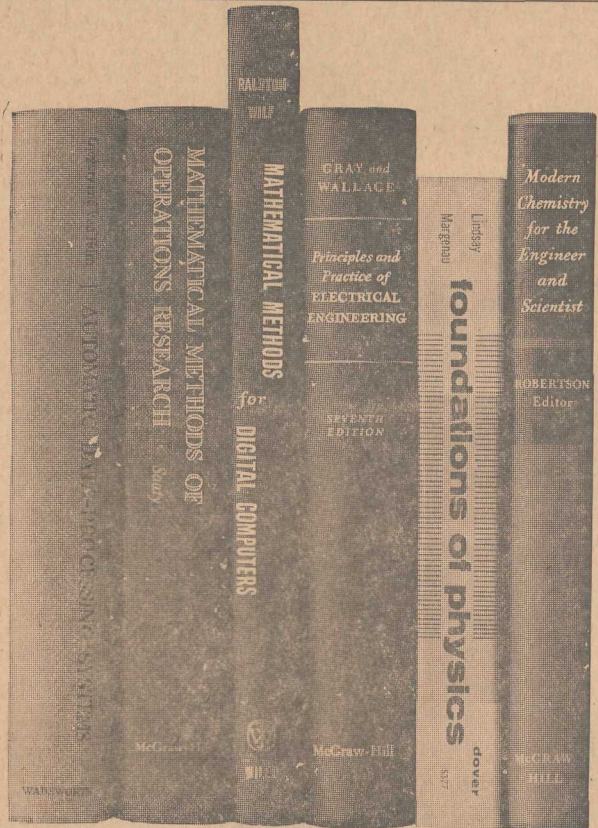 AUTOMATIC DATA-PROCESSING SYSTEMS
WADSWORTH
MATHEMATICAL METHODS OF
OPERATIONS RESEARCH
Saaty
McGraw-H
RALSTON
WILF
MATHEMATICAL METHODS
for
DIGITAL COMPUTERS
WILEY
GRAY and
WALLACE
Principles and
Practice of
ELECTRICAL
ENGINEERING
SEVENTH
EDITION
McGraw-Hill
Lindsay
Margenau
foundations of physics
dover
S377
Modern
Chemistry
for the
Engineer
and
Scientist
ROBERTSON
Editor
McGRAW
HILL